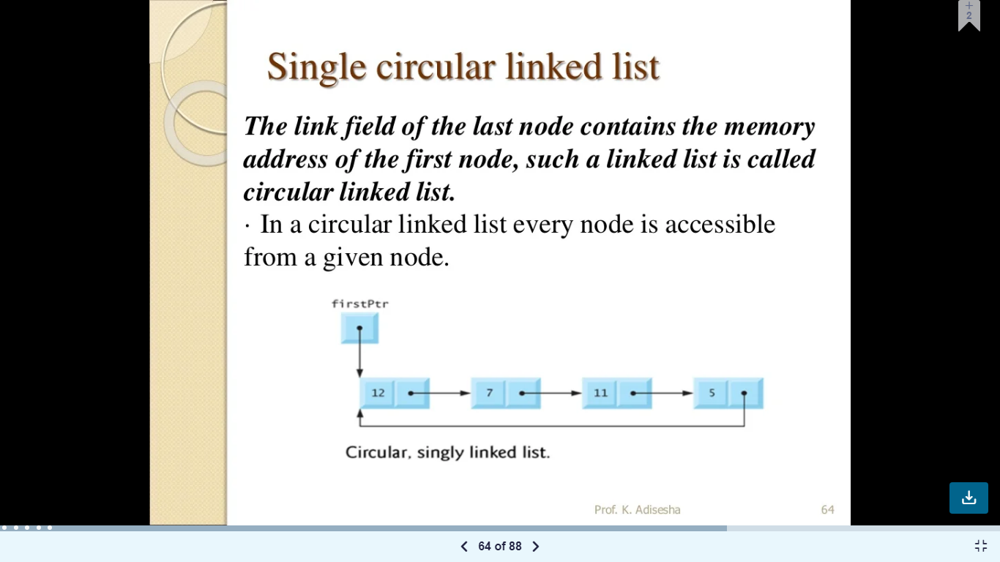 +
2
Single circular linked list
The link field of the last node contains the memory
address of the first node, such a linked list is called
circular linked list.
· In a circular linked list every node is accessible
from a given node.
firstPtr
12 7 11 5
Circular, singly linked list.
Prof. K. Adisesha 64
64 of 88